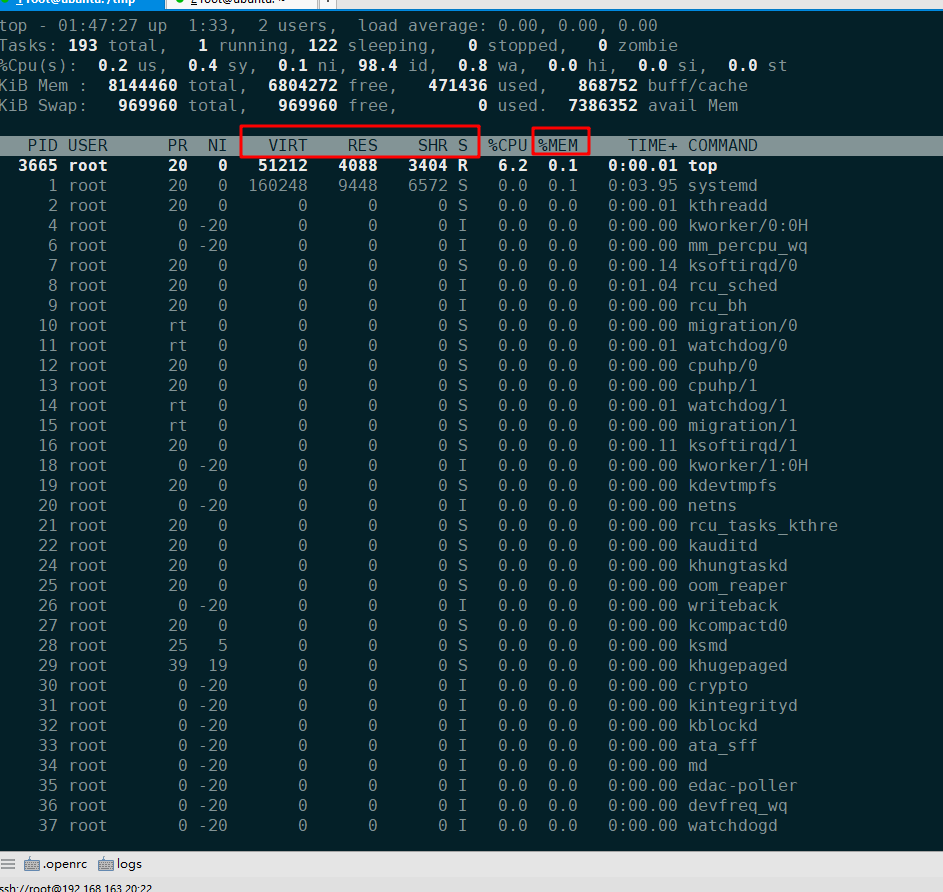 1 root@ubuntu: /tmp 2 root@ubuntu: ~ +
top - 01:47:27 up  1:33,  2 users,  load average: 0.00, 0.00, 0.00
Tasks: 193 total,   1 running, 122 sleeping,   0 stopped,   0 zombie
%Cpu(s):  0.2 us,  0.4 sy,  0.1 ni, 98.4 id,  0.8 wa,  0.0 hi,  0.0 si,  0.0 st
KiB Mem :  8144460 total,  6804272 free,   471436 used,   868752 buff/cache
KiB Swap:   969960 total,   969960 free,        0 used.  7386352 avail Mem
PID USER PR NI VIRT RES SHR S %CPU %MEM TIME+ COMMAND
3665 root 20 0 51212 4088 3404 R 6.2 0.1 0:00.01 top
1 root 20 0 160248 9448 6572 S 0.0 0.1 0:03.95 systemd
2 root 20 0 0 0 0 S 0.0 0.0 0:00.01 kthreadd
4 root 0 -20 0 0 0 I 0.0 0.0 0:00.00 kworker/0:0H
6 root 0 -20 0 0 0 I 0.0 0.0 0:00.00 mm_percpu_wq
7 root 20 0 0 0 0 S 0.0 0.0 0:00.14 ksoftirqd/0
8 root 20 0 0 0 0 I 0.0 0.0 0:01.04 rcu_sched
9 root 20 0 0 0 0 I 0.0 0.0 0:00.00 rcu_bh
10 root rt 0 0 0 0 S 0.0 0.0 0:00.00 migration/0
11 root rt 0 0 0 0 S 0.0 0.0 0:00.01 watchdog/0
12 root 20 0 0 0 0 S 0.0 0.0 0:00.00 cpuhp/0
13 root 20 0 0 0 0 S 0.0 0.0 0:00.00 cpuhp/1
14 root rt 0 0 0 0 S 0.0 0.0 0:00.01 watchdog/1
15 root rt 0 0 0 0 S 0.0 0.0 0:00.00 migration/1
16 root 20 0 0 0 0 S 0.0 0.0 0:00.11 ksoftirqd/1
18 root 0 -20 0 0 0 I 0.0 0.0 0:00.00 kworker/1:0H
19 root 20 0 0 0 0 S 0.0 0.0 0:00.00 kdevtmpfs
20 root 0 -20 0 0 0 I 0.0 0.0 0:00.00 netns
21 root 20 0 0 0 0 S 0.0 0.0 0:00.00 rcu_tasks_kthre
22 root 20 0 0 0 0 S 0.0 0.0 0:00.00 kauditd
24 root 20 0 0 0 0 S 0.0 0.0 0:00.00 khungtaskd
25 root 20 0 0 0 0 S 0.0 0.0 0:00.00 oom_reaper
26 root 0 -20 0 0 0 I 0.0 0.0 0:00.00 writeback
27 root 20 0 0 0 0 S 0.0 0.0 0:00.00 kcompactd0
28 root 25 5 0 0 0 S 0.0 0.0 0:00.00 ksmd
29 root 39 19 0 0 0 S 0.0 0.0 0:00.00 khugepaged
30 root 0 -20 0 0 0 I 0.0 0.0 0:00.00 crypto
31 root 0 -20 0 0 0 I 0.0 0.0 0:00.00 kintegrityd
32 root 0 -20 0 0 0 I 0.0 0.0 0:00.00 kblockd
33 root 0 -20 0 0 0 I 0.0 0.0 0:00.00 ata_sff
34 root 0 -20 0 0 0 I 0.0 0.0 0:00.00 md
35 root 0 -20 0 0 0 I 0.0 0.0 0:00.00 edac-poller
36 root 0 -20 0 0 0 I 0.0 0.0 0:00.00 devfreq_wq
37 root 0 -20 0 0 0 I 0.0 0.0 0:00.00 watchdogd
.openrc logs
ssh://root@192.168.163.20:22